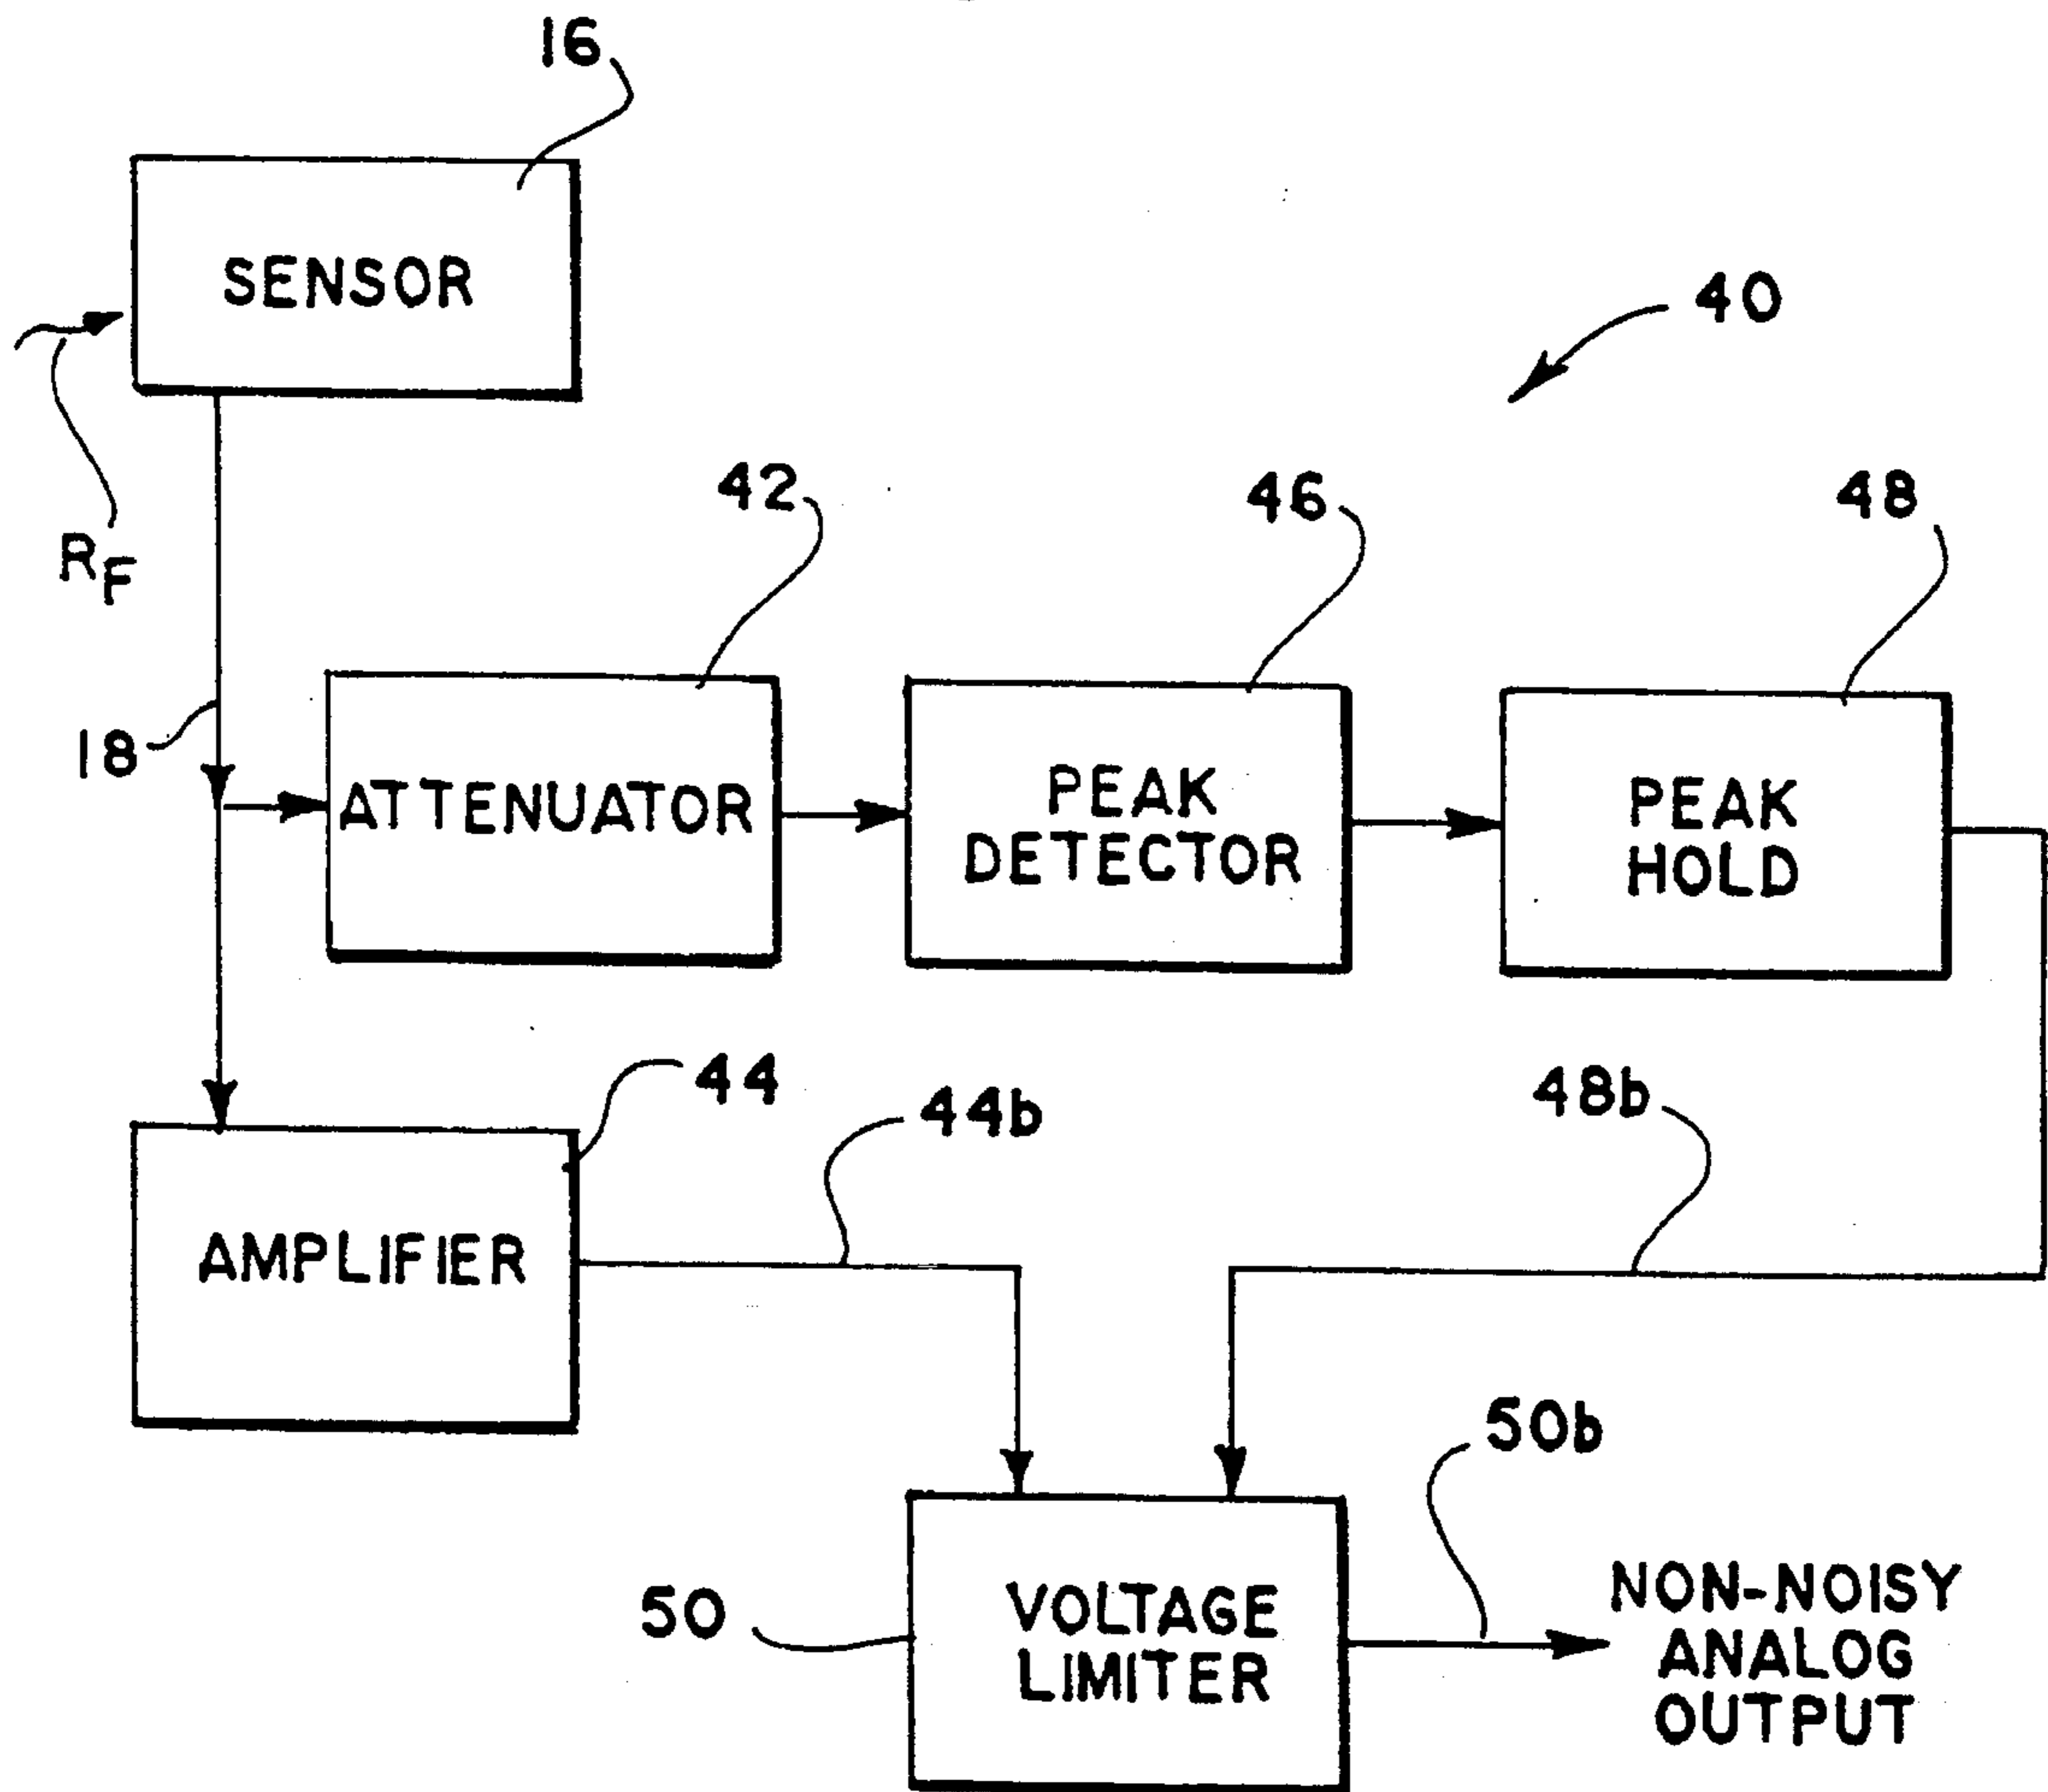 16
SENSOR
40
RF
42
46
48
18
ATTENUATOR
PEAK
DETECTOR
PEAK
HOLD
44
44b
48b
AMPLIFIER
50b
50
VOLTAGE
LIMITER
NON-NOISY
ANALOG
OUTPUT